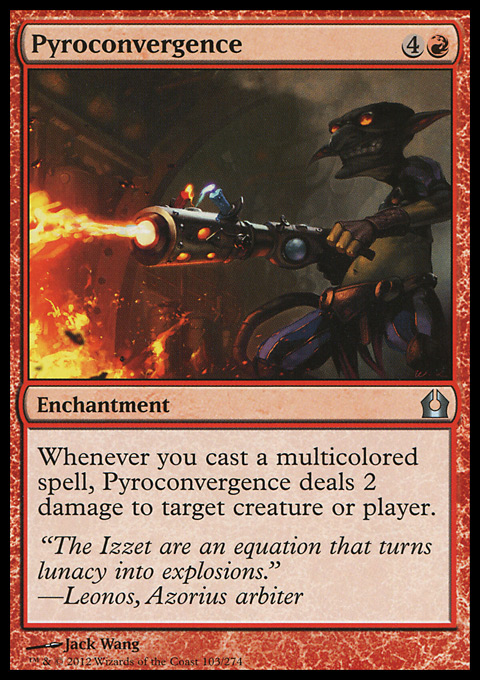 Pyroconvergence 4
Enchantment
Whenever you cast a multicolored
spell, Pyroconvergence deals 2
damage to target creature or player.
“The Izzet are an equation that turns
lunacy into explosions.”
—Leonos, Azorius arbiter
Jack Wang
™ & © 2012 Wizards of the Coast 103/274